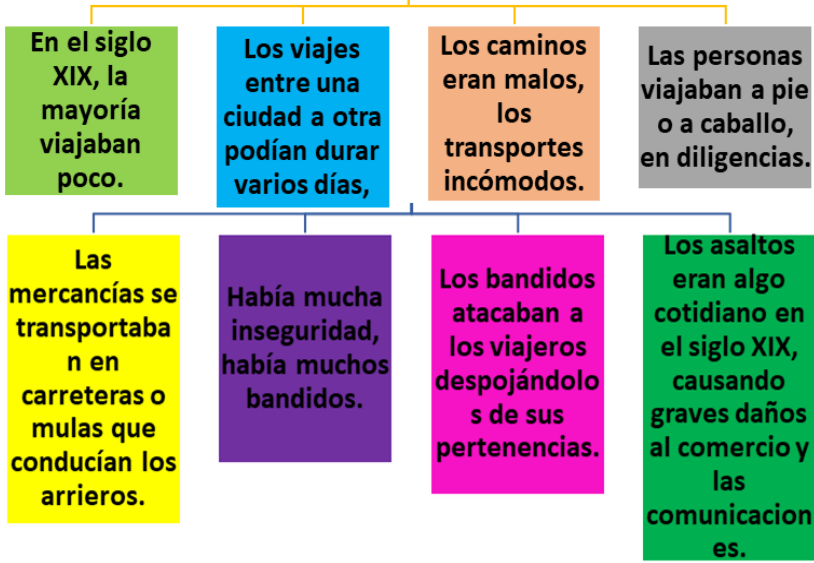 En el siglo
XIX, la
mayoría
viajaban
poco.
Los viajes
entre una
ciudad a otra
podían durar
varios días,
Los caminos
eran malos,
los
transportes
incómodos.
Las personas
viajaban a pie
o a caballo,
en diligencias.
Las
mercancías se
transportaba
n en
carreteras o
mulas que
conducían los
arrieros.
Había mucha
inseguridad,
había muchos
bandidos.
Los bandidos
atacaban a
los viajeros
despojándolo
s de sus
pertenencias.
Los asaltos
eran algo
cotidiano en
el siglo XIX,
causando
graves daños
al comercio y
las
comunicacion
es.